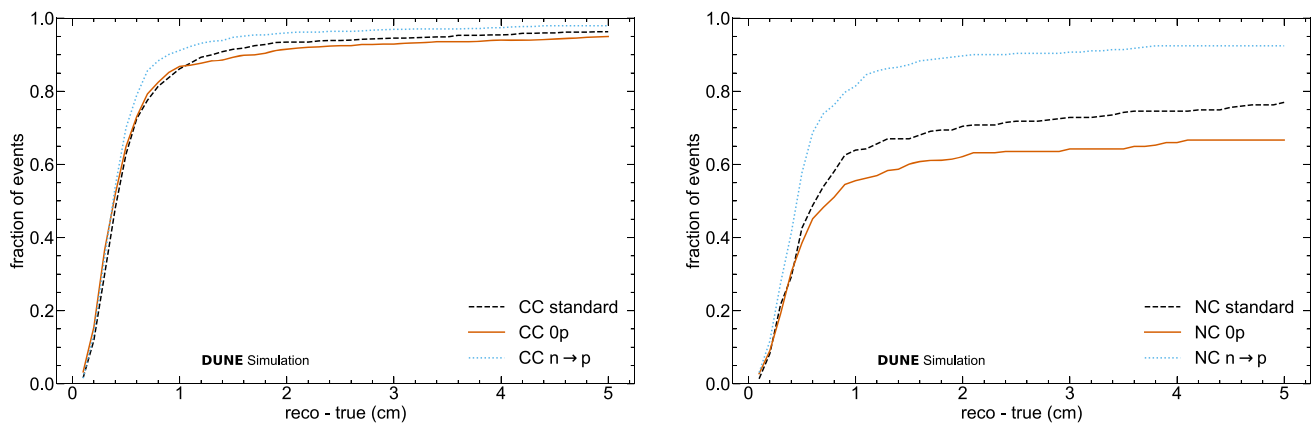 fraction of events
1.0
0.8
0.6
0.4
0.2
0.0
CC standard
CC 0p
CC n → p
DUNE Simulation
0 1 2 3 4 5
reco - true (cm)
fraction of events
1.0
0.8
0.6
0.4
0.2
0.0
NC standard
NC 0p
NC n → p
DUNE Simulation
0 1 2 3 4 5
reco - true (cm)